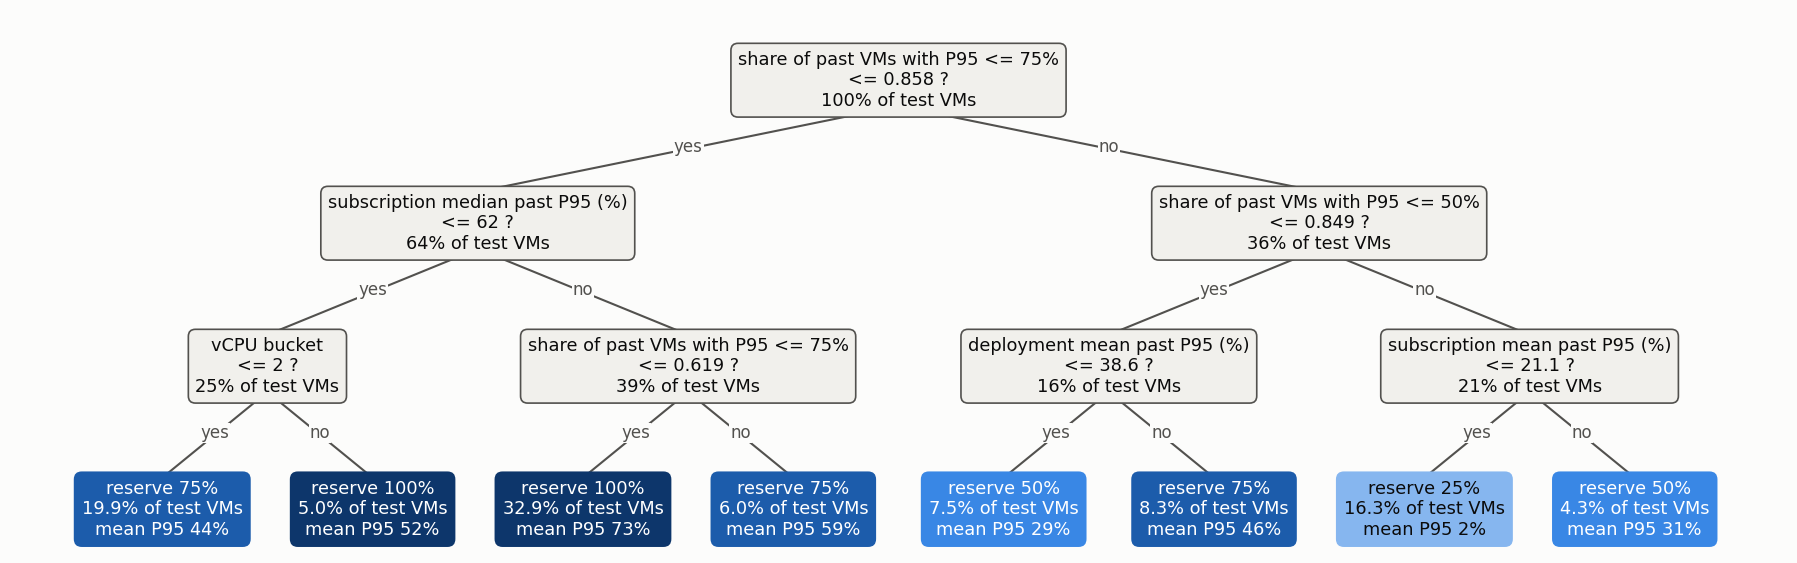 share of past VMs with P95 <= 75%
<= 0.858 ?
100% of test VMs
yes
no
subscription median past P95 (%)
<= 62 ?
64% of test VMs
share of past VMs with P95 <= 50%
<= 0.849 ?
36% of test VMs
yes
no
yes
no
vCPU bucket
<= 2 ?
25% of test VMs
share of past VMs with P95 <= 75%
<= 0.619 ?
39% of test VMs
deployment mean past P95 (%)
<= 38.6 ?
16% of test VMs
subscription mean past P95 (%)
<= 21.1 ?
21% of test VMs
yes
no
yes
no
yes
no
yes
no
reserve 75%
19.9% of test VMs
mean P95 44%
reserve 100%
5.0% of test VMs
mean P95 52%
reserve 100%
32.9% of test VMs
mean P95 73%
reserve 75%
6.0% of test VMs
mean P95 59%
reserve 50%
7.5% of test VMs
mean P95 29%
reserve 75%
8.3% of test VMs
mean P95 46%
reserve 25%
16.3% of test VMs
mean P95 2%
reserve 50%
4.3% of test VMs
mean P95 31%